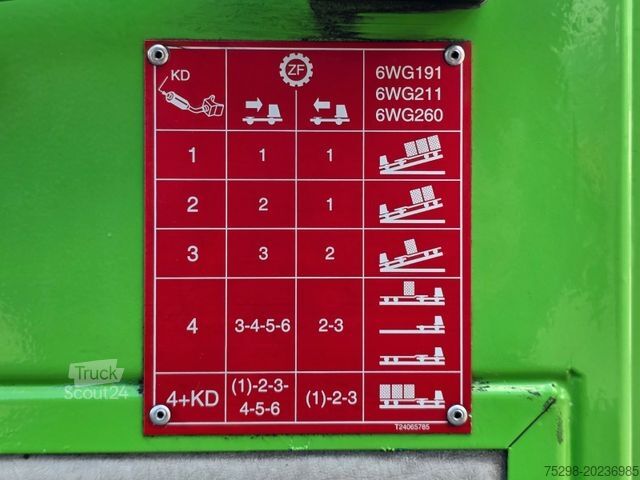 KD
ZF
6WG191
6WG211
6WG260
1 1 1
2 2 1
3 3 2
4 3-4-5-6 2-3
4+KD (1)-2-3-
4-5-6 (1)-2-3
T24065785
Truck
Scout24
75298-20236985